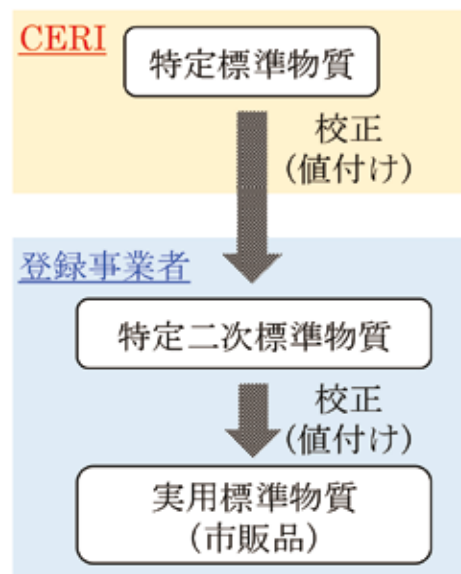 CERI
特定標準物質
校正
(値付け)
登録事業者
特定二次標準物質
校正
(値付け)
実用標準物質
(市販品)